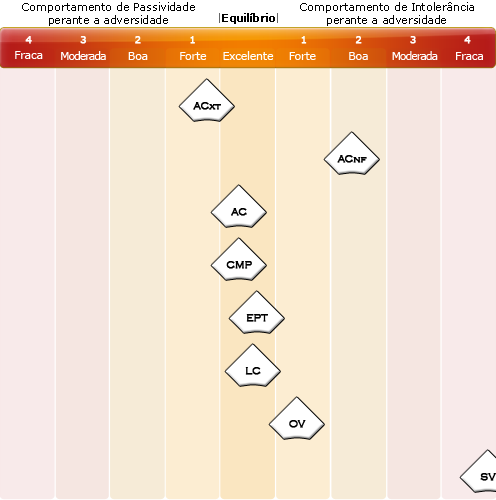 Comportamento de Passividade
perante a adversidade
|Equilíbrio|
Comportamento de Intolerância
perante a adversidade
4 3 2 1 1 2 3 4
Fraca Moderada Boa Forte Excelente Forte Boa Moderada Fraca
ACXT
ACNF
AC
CMP
EPT
LC
OV
SV